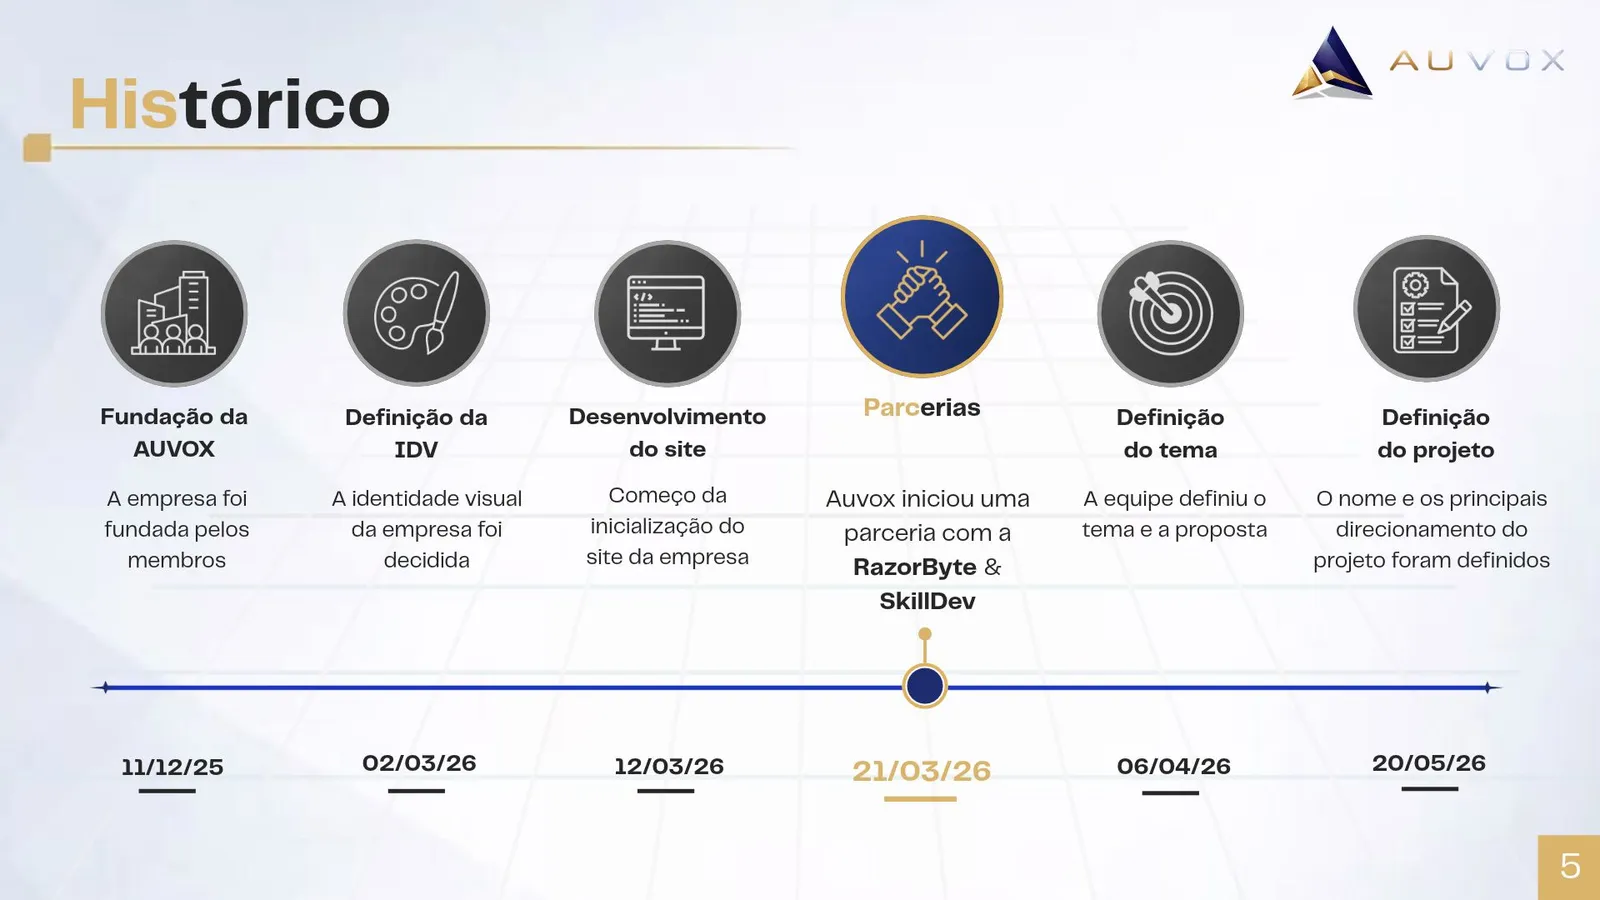 AUVOX
Histórico
Fundação da
AUVOX
A empresa foi
fundada pelos
membros
11/12/25
Definição da
IDV
A identidade visual
da empresa foi
decidida
02/03/26
</>
Desenvolvimento
do site
Começo da
inicialização do
site da empresa
12/03/26
Parcerias
Auvox iniciou uma
parceria com a
RazorByte &
SkillDev
21/03/26
Definição
do tema
A equipe definiu o
tema e a proposta
06/04/26
Definição
do projeto
O nome e os principais
direcionamento do
projeto foram definidos
20/05/26
5